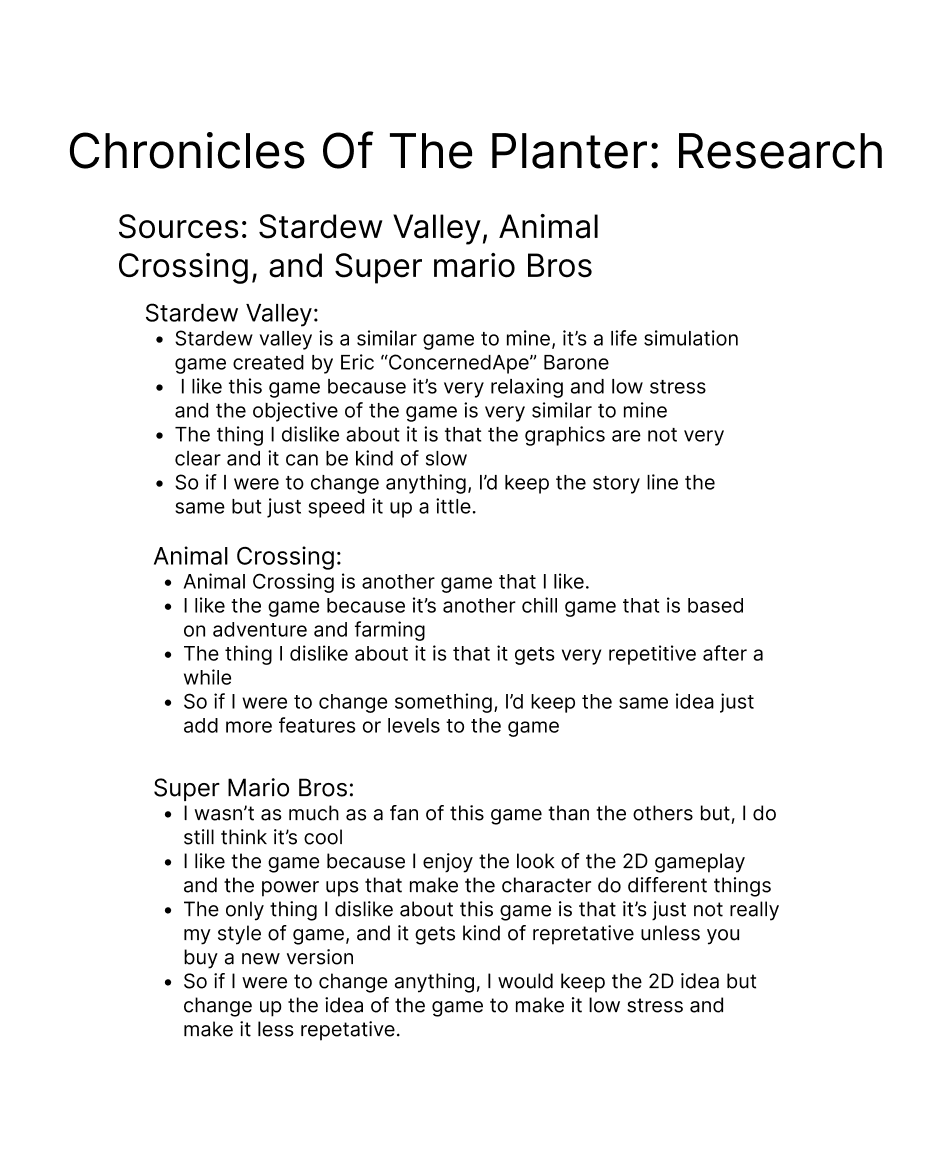 Chronicles Of The Planter: Research
Sources: Stardew Valley, Animal
Crossing, and Super mario Bros
Stardew Valley:
• Stardew valley is a similar game to mine, it’s a life simulation
game created by Eric “ConcernedApe” Barone
• I like this game because it’s very relaxing and low stress
and the objective of the game is very similar to mine
• The thing I dislike about it is that the graphics are not very
clear and it can be kind of slow
• So if I were to change anything, I’d keep the story line the
same but just speed it up a ittle.
Animal Crossing:
• Animal Crossing is another game that I like.
• I like the game because it’s another chill game that is based
on adventure and farming
• The thing I dislike about it is that it gets very repetitive after a
while
• So if I were to change something, I’d keep the same idea just
add more features or levels to the game
Super Mario Bros:
• I wasn’t as much as a fan of this game than the others but, I do
still think it’s cool
• I like the game because I enjoy the look of the 2D gameplay
and the power ups that make the character do different things
• The only thing I dislike about this game is that it’s just not really
my style of game, and it gets kind of repretative unless you
buy a new version
• So if I were to change anything, I would keep the 2D idea but
change up the idea of the game to make it low stress and
make it less repetative.